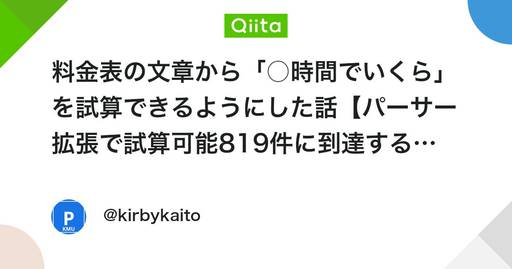 Qiita
料金表の文章から「○時間でいくら」
を試算できるようにした話【パーサー
拡張で試算可能819件に到達する…
P
KMU
@kirbykaito